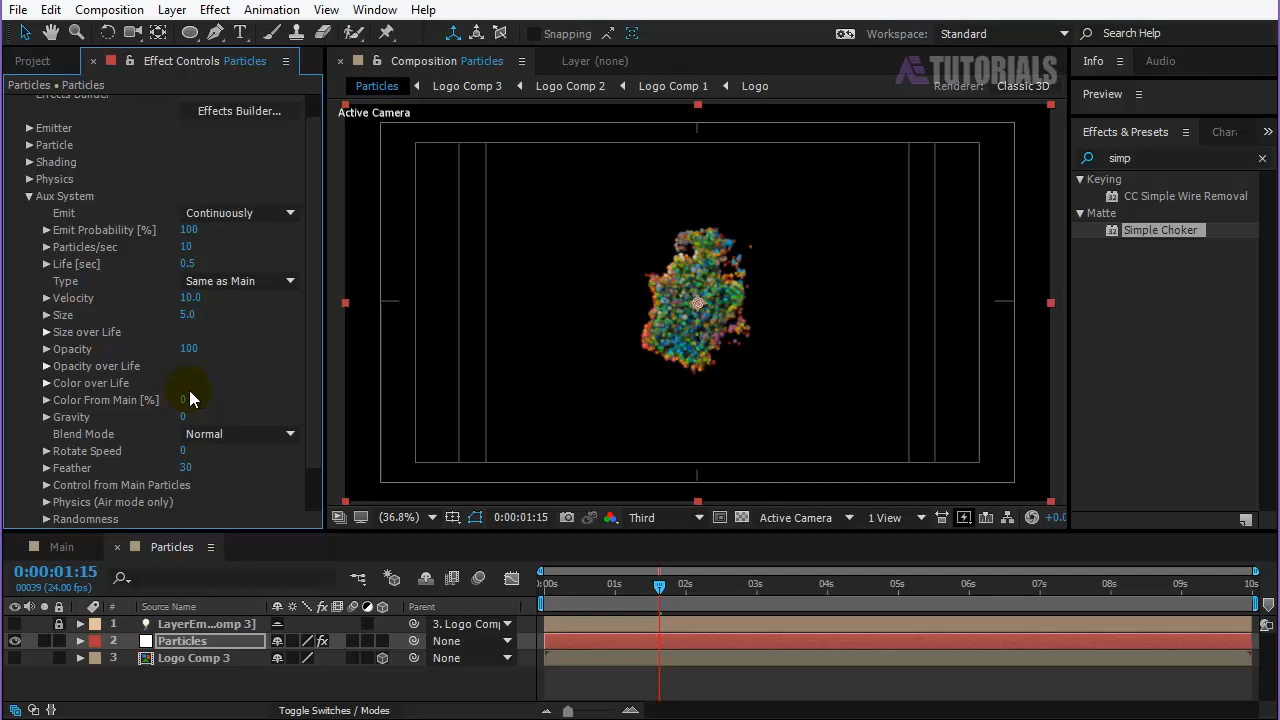 File Edit Composition Layer Effect Animation View Window Help
Snapping Workspace: Standard Search Help
Project Effect Controls Particles Composition Particles Layer (none) Info Audio
Particles • Particles Particles Logo Comp 3 Logo Comp 2 Logo Comp 1 Logo Renderer: Classic 3D
AE TUTORIALS
Effects Builder... Active Camera Preview
Emitter Effects & Presets Chara
Particle simp
Shading Keying
Physics CC Simple Wire Removal
Aux System Matte
Emit Continuously Simple Choker
Emit Probability [%] 100
Particles/sec 10
Life [sec] 0.5
Type Same as Main
Velocity 10.0
Size 5.0
Size over Life
Opacity 100
Opacity over Life
Color over Life
Color From Main [%] 0
Gravity 0
Blend Mode Normal
Rotate Speed 0
Feather 30
Control from Main Particles
Physics (Air mode only)
Randomness (36.8%) 0:00:01:15 Third Active Camera 1 View +0.0
Main Particles
0:00:01:15
00039 (24.00 fps) :00s 01s 02s 03s 04s 05s 06s 07s 08s 09s 10s
# Source Name fx Parent
1 LayerEm...omp 3] 3. Logo Comp
2 Particles fx None
3 Logo Comp 3 None
Toggle Switches / Modes